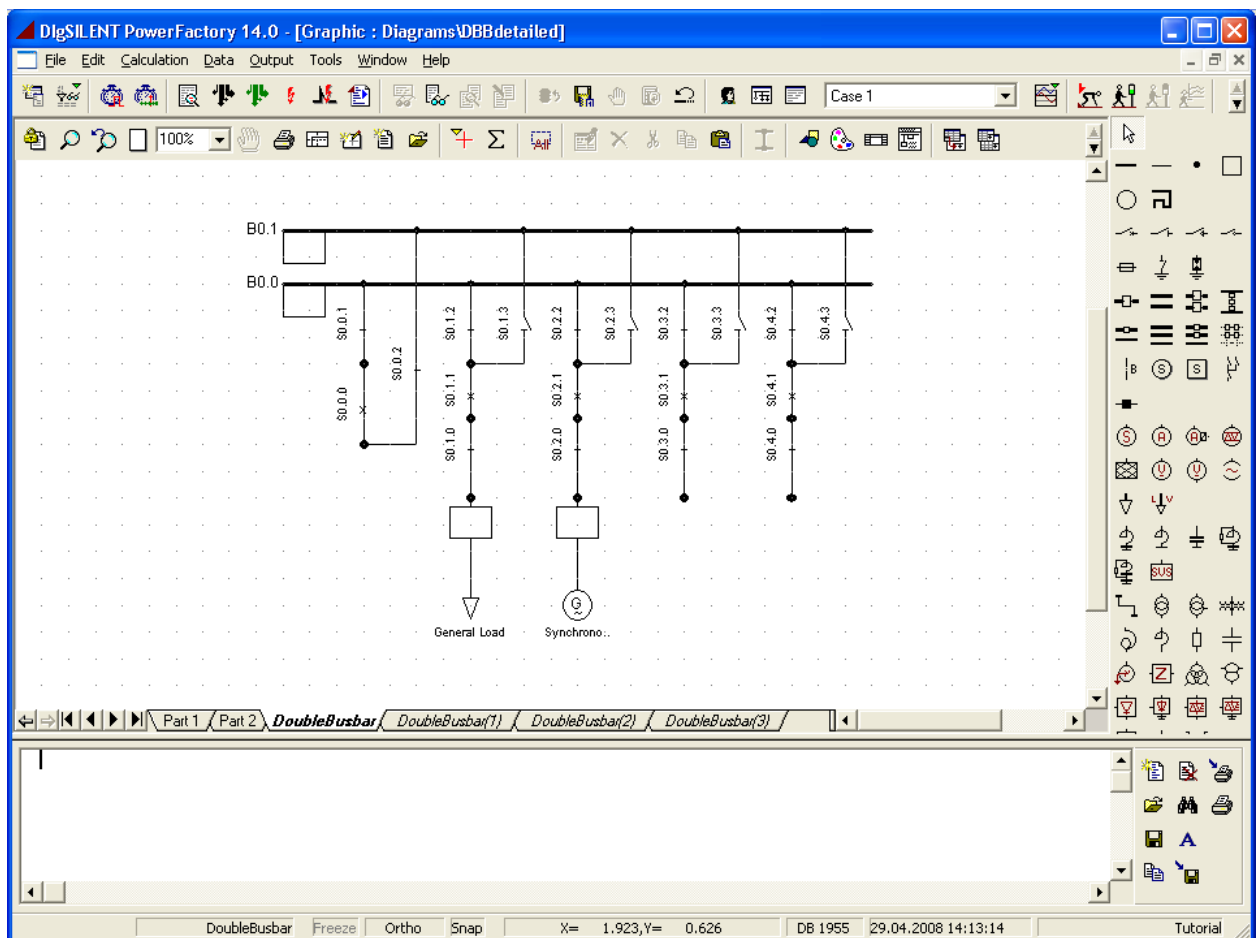 DIgSILENT PowerFactory 14.0 - [Graphic : Diagrams\DBBdetailed]
File Edit Calculation Data Output Tools Window Help
Case 1
100%
B0.1
B0.0
S0.0.1
S0.0.2
S0.0.0
S0.1.2
S0.1.3
S0.1.1
S0.1.0
S0.2.2
S0.2.3
S0.2.1
S0.2.0
S0.3.2
S0.3.3
S0.3.1
S0.3.0
S0.4.2
S0.4.3
S0.4.1
S0.4.0
G
General Load
Synchrono..
Part 1 Part 2 DoubleBusbar DoubleBusbar(1) DoubleBusbar(2) DoubleBusbar(3)
DoubleBusbar Freeze Ortho Snap X= 1.923,Y= 0.626 DB 1955 29.04.2008 14:13:14 Tutorial